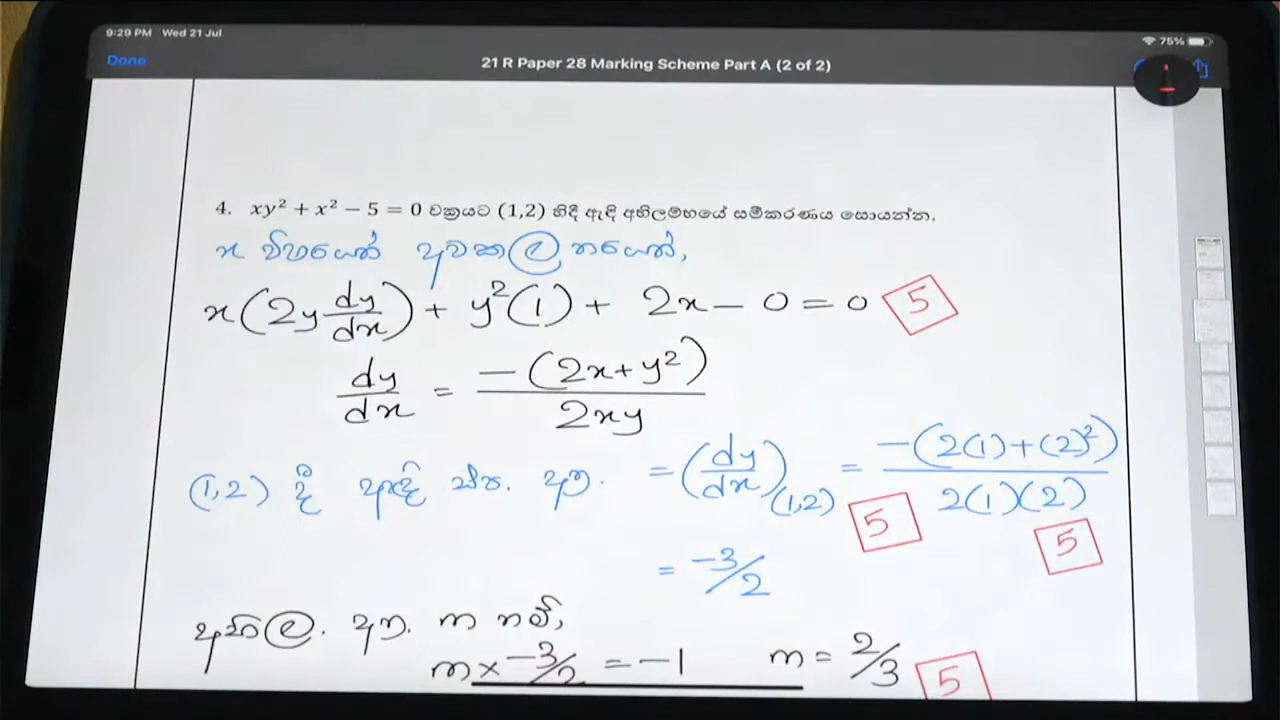 9:29 PM Wed 21 Jul
75%
Done
21 R Paper 28 Marking Scheme Part A (2 of 2)
4. xy² + x² − 5 = 0 වක්‍රයට (1,2) හිදී ඇඳි අභිලම්භයේ සමීකරණය සොයන්න.
x විෂයෙන් අවකලනයෙන්,
x(2y dy/dx) + y²(1) + 2x − 0 = 0 5
dy/dx = −(2x+y²)/2xy
(1,2) දී ඇඳි ස්ප. අනු. = (dy/dx)(1,2) = −(2(1)+(2)²)/2(1)(2)
5 5
= −3/2
අභිල. අනු. m නම්,
m × −3/2 = −1 m = 2/3 5